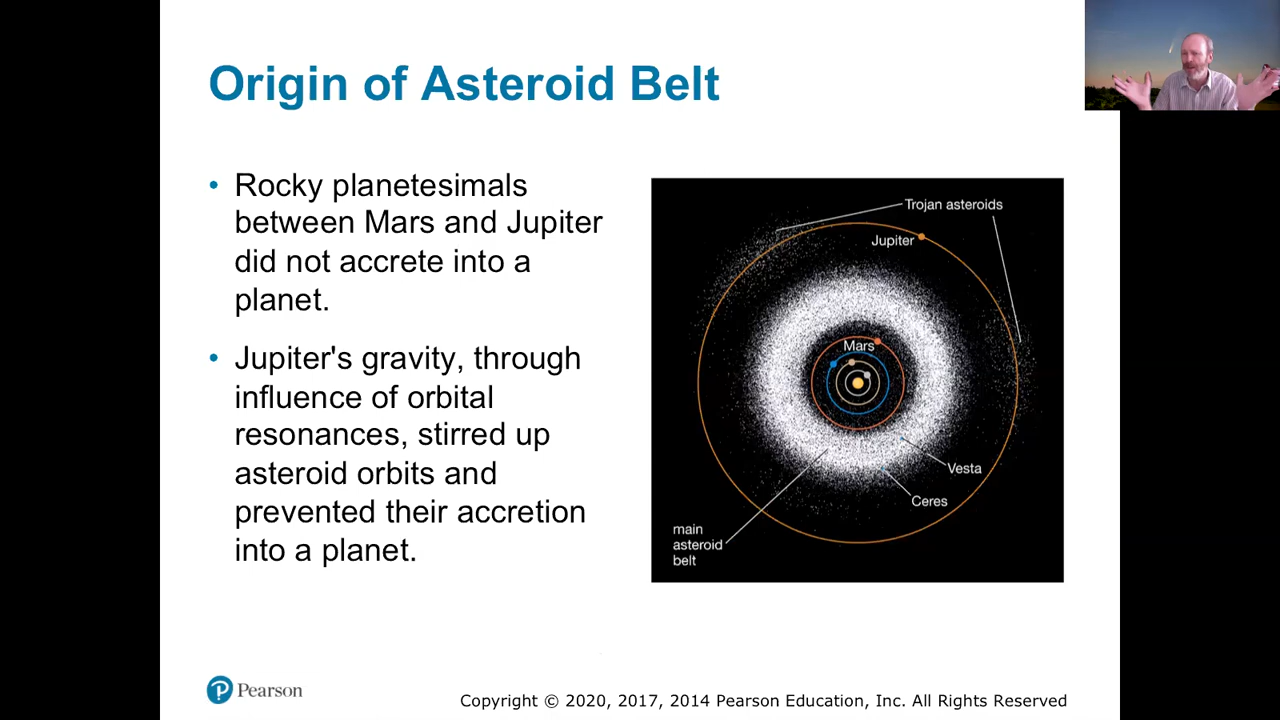 Origin of Asteroid Belt
• Rocky planetesimals
between Mars and Jupiter
did not accrete into a
planet.
• Jupiter's gravity, through
influence of orbital
resonances, stirred up
asteroid orbits and
prevented their accretion
into a planet.
Trojan asteroids
Jupiter
Mars
Vesta
Ceres
main
asteroid
belt
P Pearson
Copyright © 2020, 2017, 2014 Pearson Education, Inc. All Rights Reserved